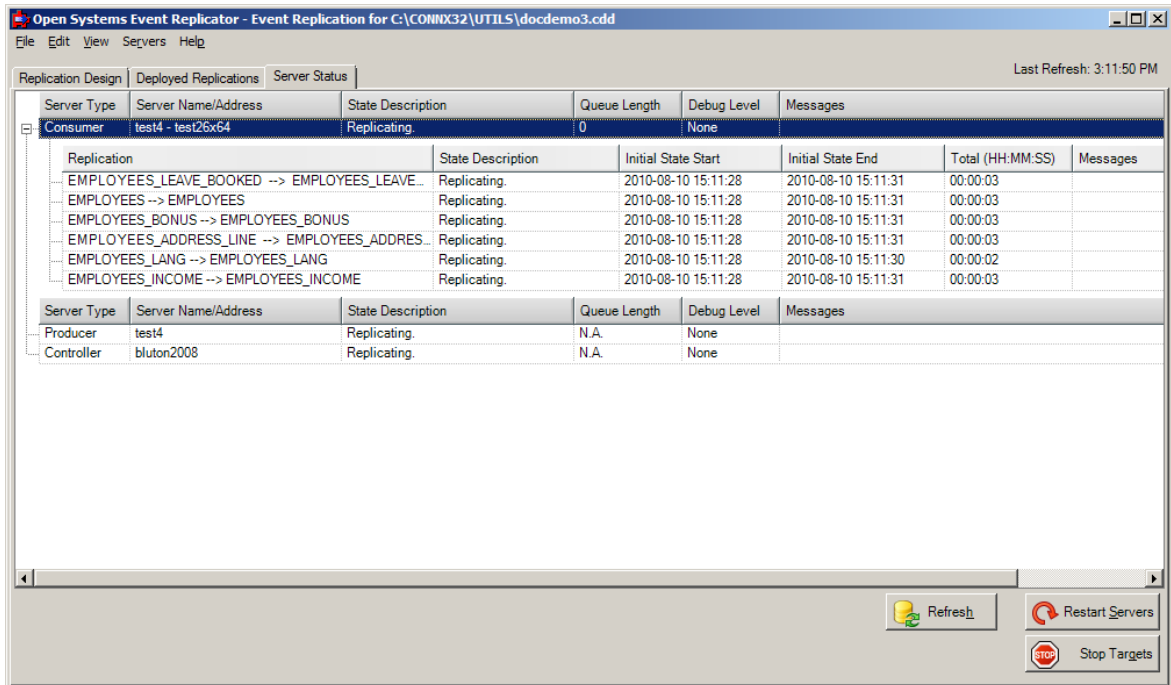 Open Systems Event Replicator - Event Replication for C:\CONNX32\UTILS\docdemo3.cdd
File Edit View Servers Help
Replication Design Deployed Replications Server Status Last Refresh: 3:11:50 PM
Server Type Server Name/Address State Description Queue Length Debug Level Messages
Consumer test4 - test26x64 Replicating. 0 None
Replication State Description Initial State Start Initial State End Total (HH:MM:SS) Messages
EMPLOYEES_LEAVE_BOOKED --> EMPLOYEES_LEAVE... Replicating. 2010-08-10 15:11:28 2010-08-10 15:11:31 00:00:03
EMPLOYEES --> EMPLOYEES Replicating. 2010-08-10 15:11:28 2010-08-10 15:11:31 00:00:03
EMPLOYEES_BONUS --> EMPLOYEES_BONUS Replicating. 2010-08-10 15:11:28 2010-08-10 15:11:31 00:00:03
EMPLOYEES_ADDRESS_LINE --> EMPLOYEES_ADDRES... Replicating. 2010-08-10 15:11:28 2010-08-10 15:11:31 00:00:03
EMPLOYEES_LANG --> EMPLOYEES_LANG Replicating. 2010-08-10 15:11:28 2010-08-10 15:11:30 00:00:02
EMPLOYEES_INCOME --> EMPLOYEES_INCOME Replicating. 2010-08-10 15:11:28 2010-08-10 15:11:31 00:00:03
Server Type Server Name/Address State Description Queue Length Debug Level Messages
Producer test4 Replicating. N.A. None
Controller bluton2008 Replicating. N.A. None
Refresh Restart Servers
STOP Stop Targets